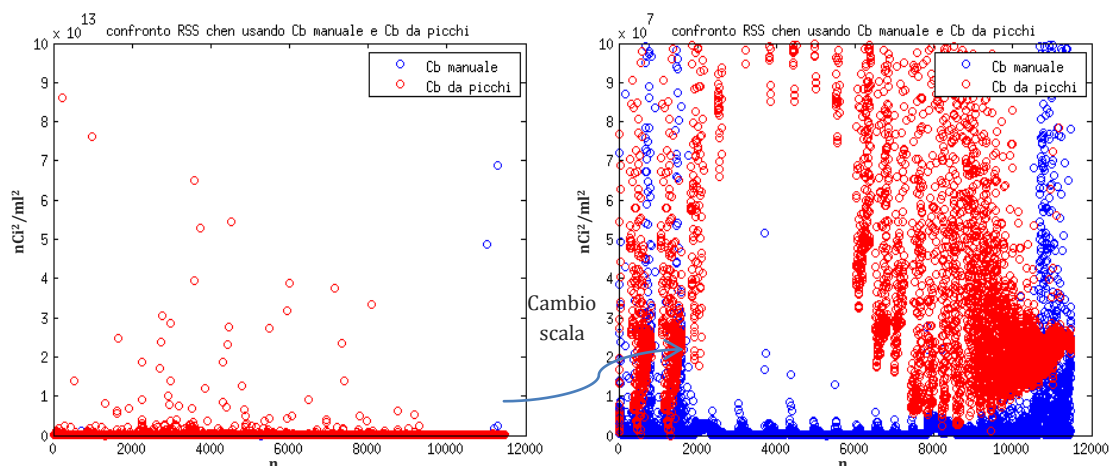 x 10^13
confronto RSS chen usando Cb manuale e Cb da picchi
10
9
8
7
6
5
4
3
2
1
0
nCi²/ml²
Cb manuale
Cb da picchi
0
2000
4000
6000
8000
10000
12000
n
Cambio
scala
x 10^7
confronto RSS chen usando Cb manuale e Cb da picchi
10
9
8
7
6
5
4
3
2
1
0
nCi²/ml²
Cb manuale
Cb da picchi
0
2000
4000
6000
8000
10000
12000
n